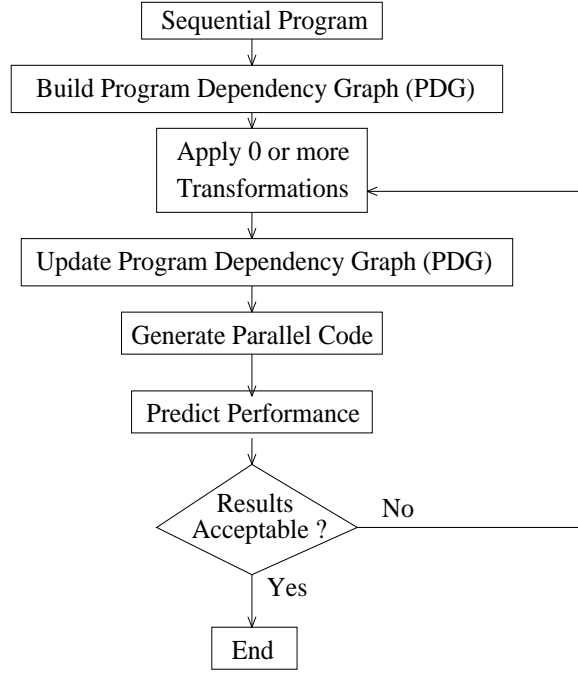 Sequential Program
Build Program Dependency Graph (PDG)
Apply 0 or more
Transformations
Update Program Dependency Graph (PDG)
Generate Parallel Code
Predict Performance
Results
Acceptable ?
No
Yes
End